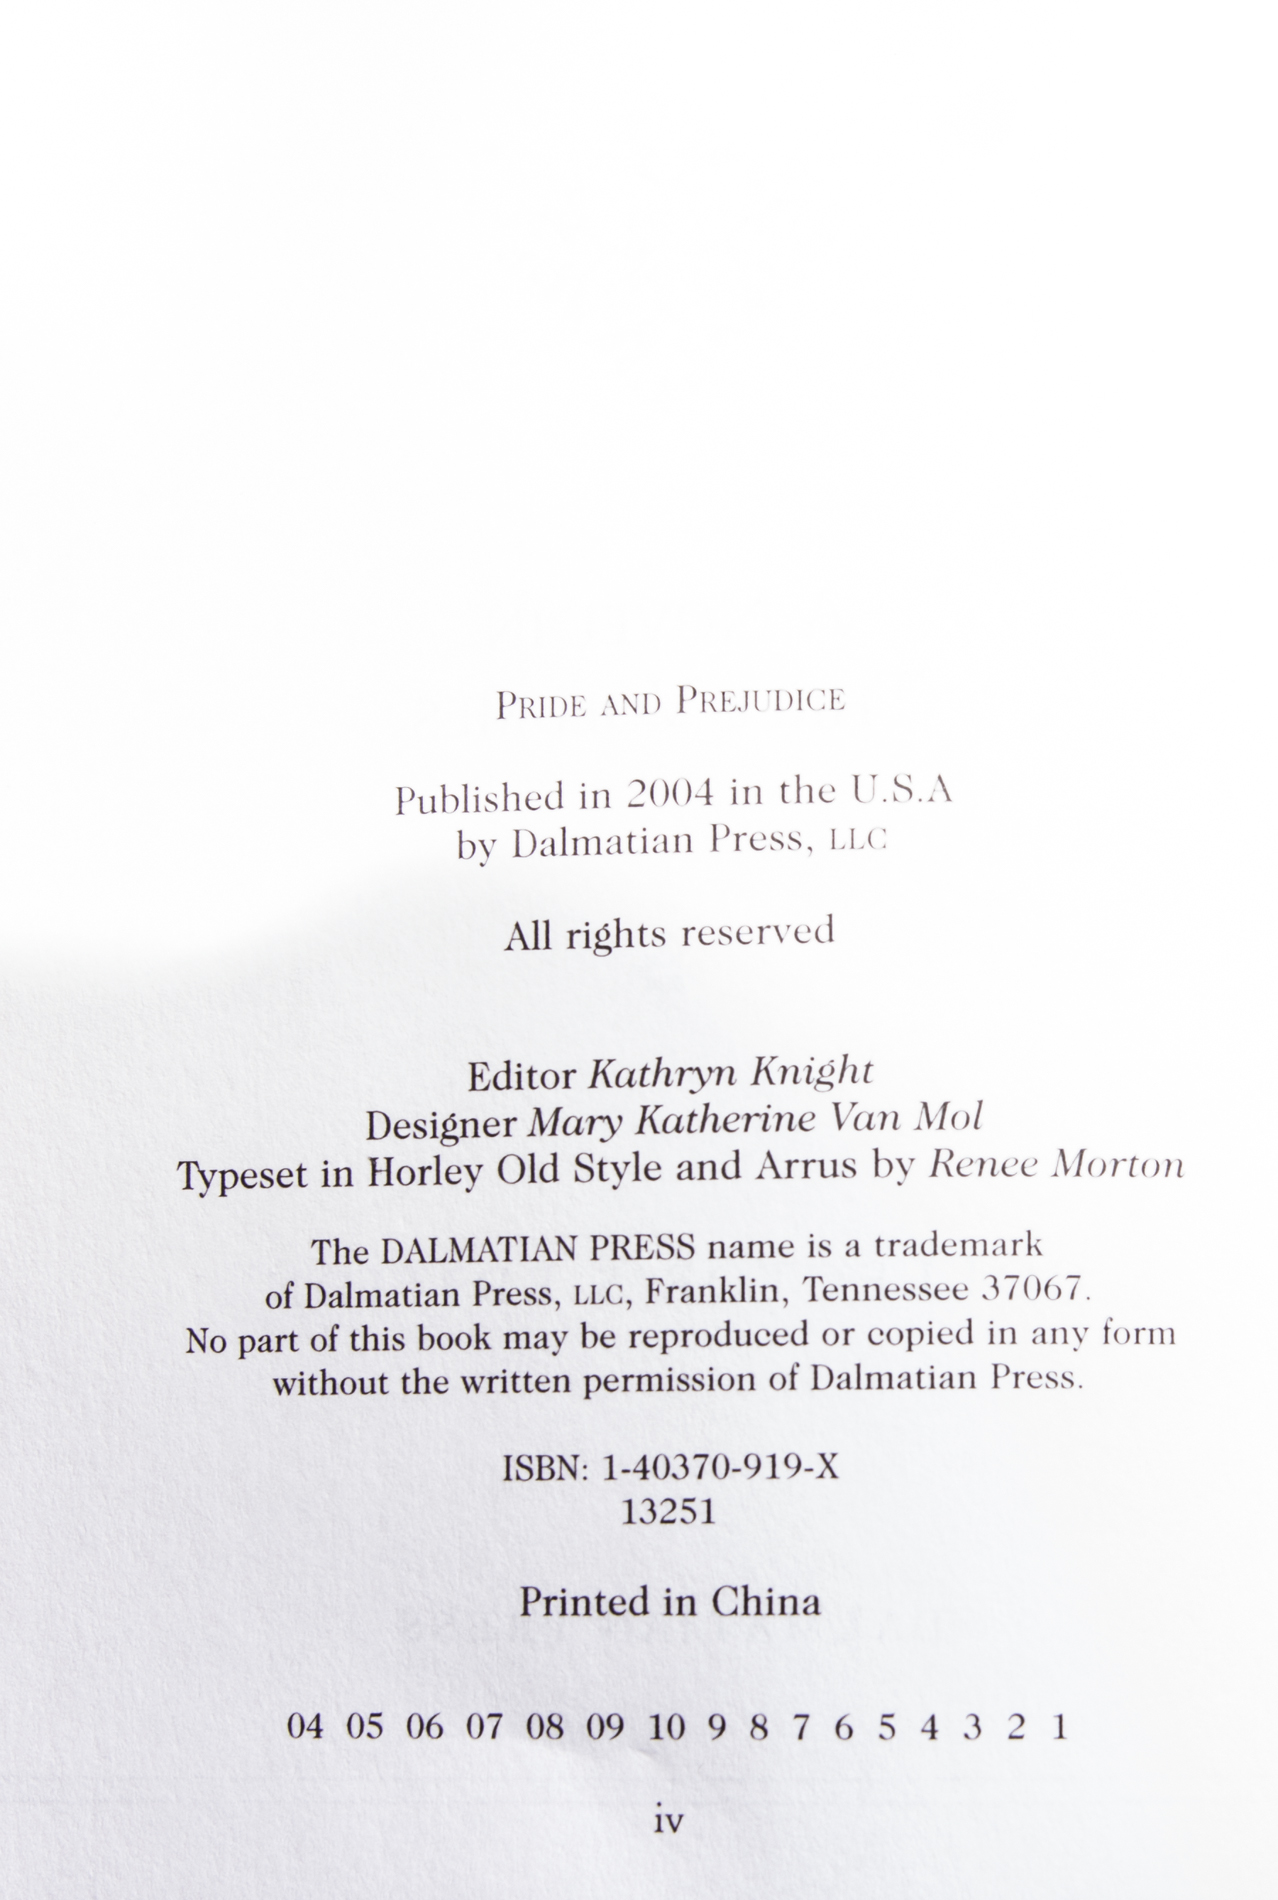 PRIDE AND PREJUDICE
Published in 2004 in the U.S.A
by Dalmatian Press, LLC
All rights reserved
Editor Kathryn Knight
Designer Mary Katherine Van Mol
Typeset in Horley Old Style and Arrus by Renee Morton
The DALMATIAN PRESS name is a trademark
of Dalmatian Press, LLC, Franklin, Tennessee 37067.
No part of this book may be reproduced or copied in any form
without the written permission of Dalmatian Press.
ISBN: 1-40370-919-X
13251
Printed in China
04 05 06 07 08 09 10 9 8 7 6 5 4 3 2 1
iv